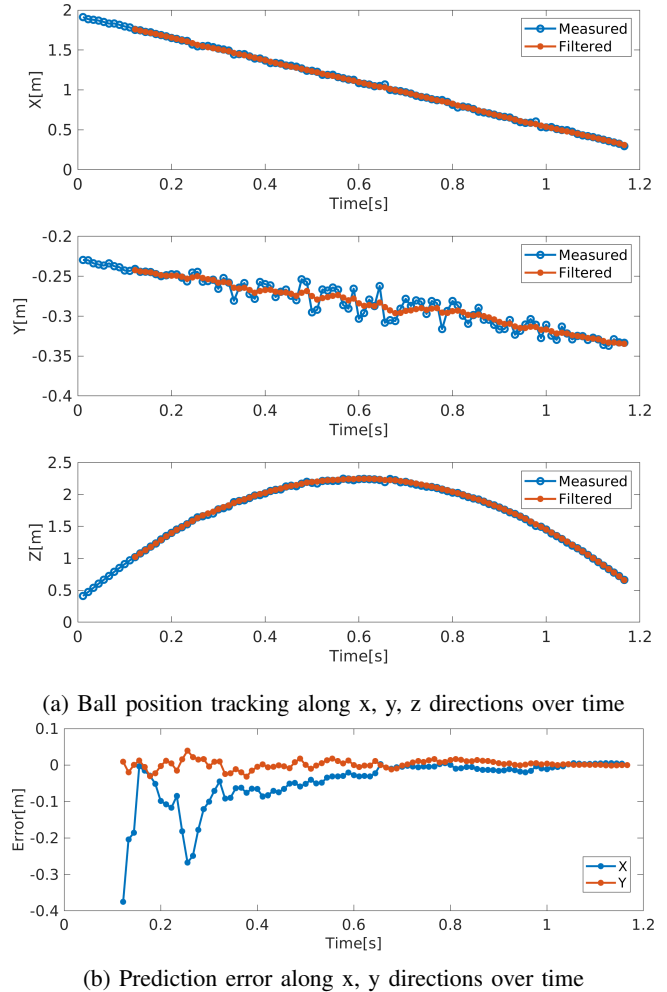 2
1.5
1
0.5
0
X[m]
Measured
Filtered
0 0.2 0.4 0.6 0.8 1 1.2
Time[s]
-0.2
-0.25
-0.3
-0.35
-0.4
Y[m]
Measured
Filtered
0 0.2 0.4 0.6 0.8 1 1.2
Time[s]
2.5
2
1.5
1
0.5
0
Z[m]
Measured
Filtered
0 0.2 0.4 0.6 0.8 1 1.2
Time[s]
(a) Ball position tracking along x, y, z directions over time
0.1
0
-0.1
-0.2
-0.3
-0.4
Error[m]
X
Y
0 0.2 0.4 0.6 0.8 1 1.2
Time[s]
(b) Prediction error along x, y directions over time